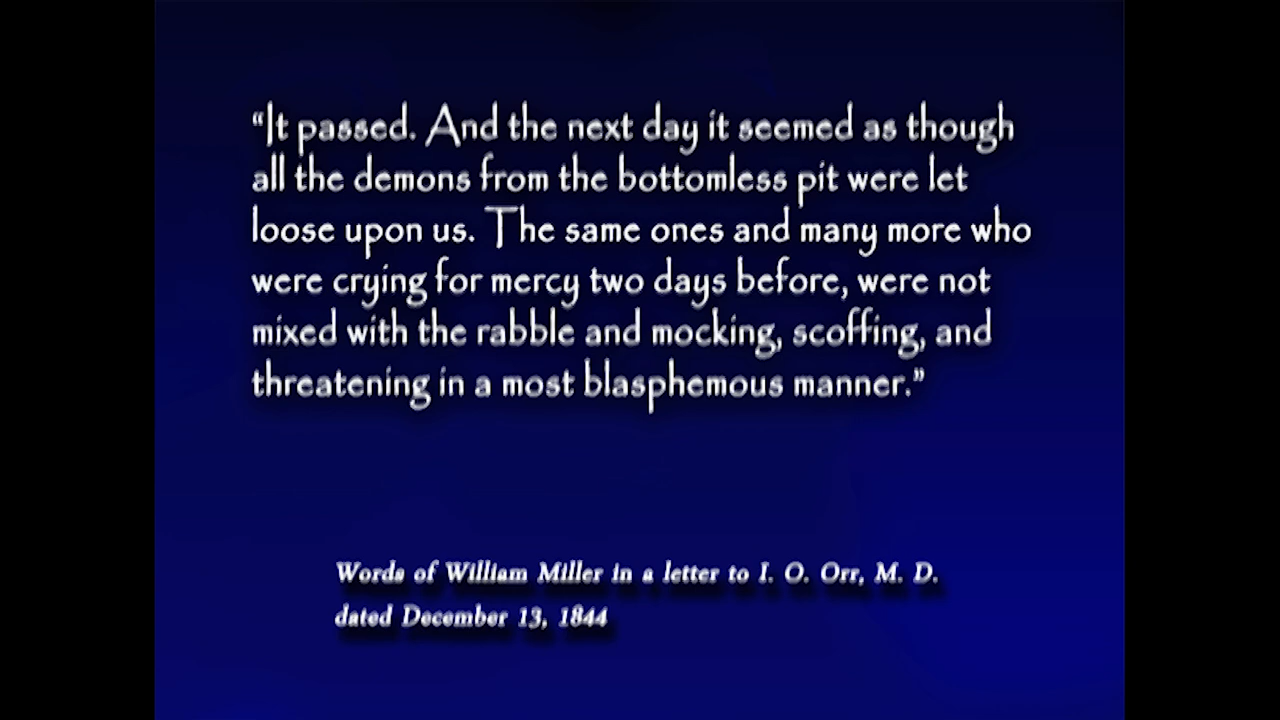 “It passed. And the next day it seemed as though
all the demons from the bottomless pit were let
loose upon us. The same ones and many more who
were crying for mercy two days before, were not
mixed with the rabble and mocking, scoffing, and
threatening in a most blasphemous manner.”
Words of William Miller in a letter to I. O. Orr, M. D.
dated December 13, 1844